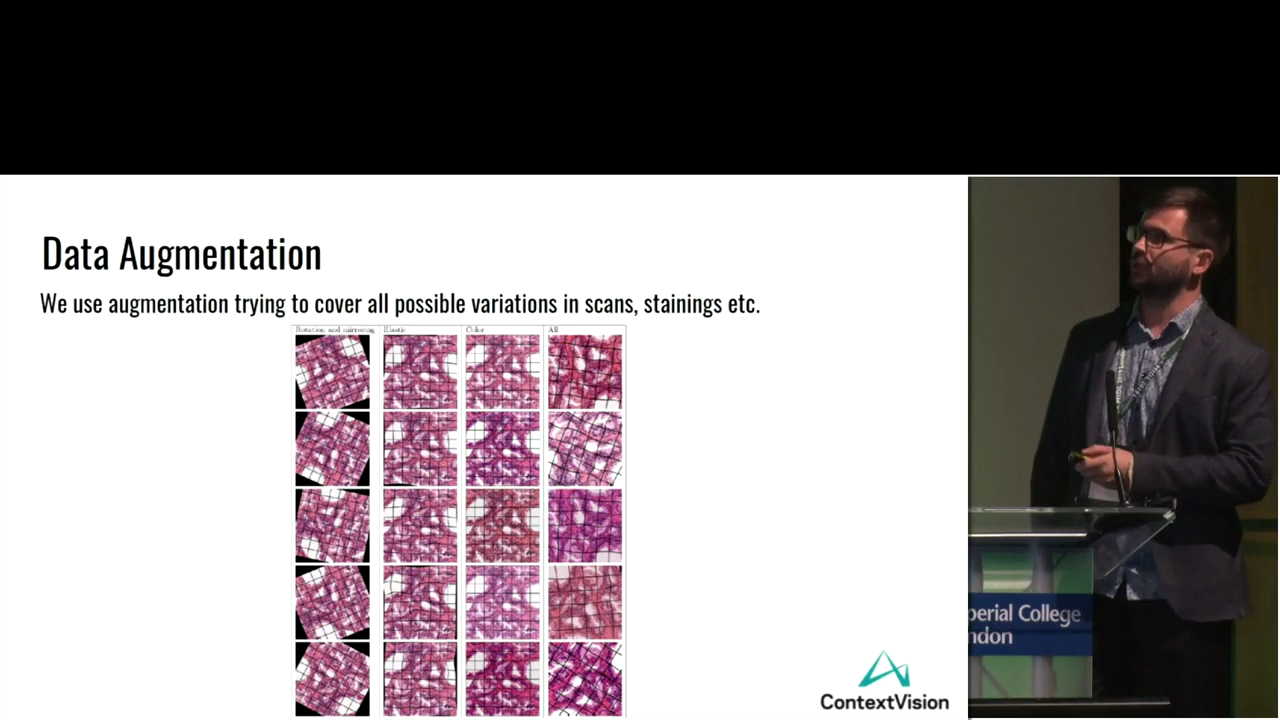 Data Augmentation
We use augmentation trying to cover all possible variations in scans, stainings etc.
Rotation and mirroring Elastic Color All
ContextVision
perial College
ndon